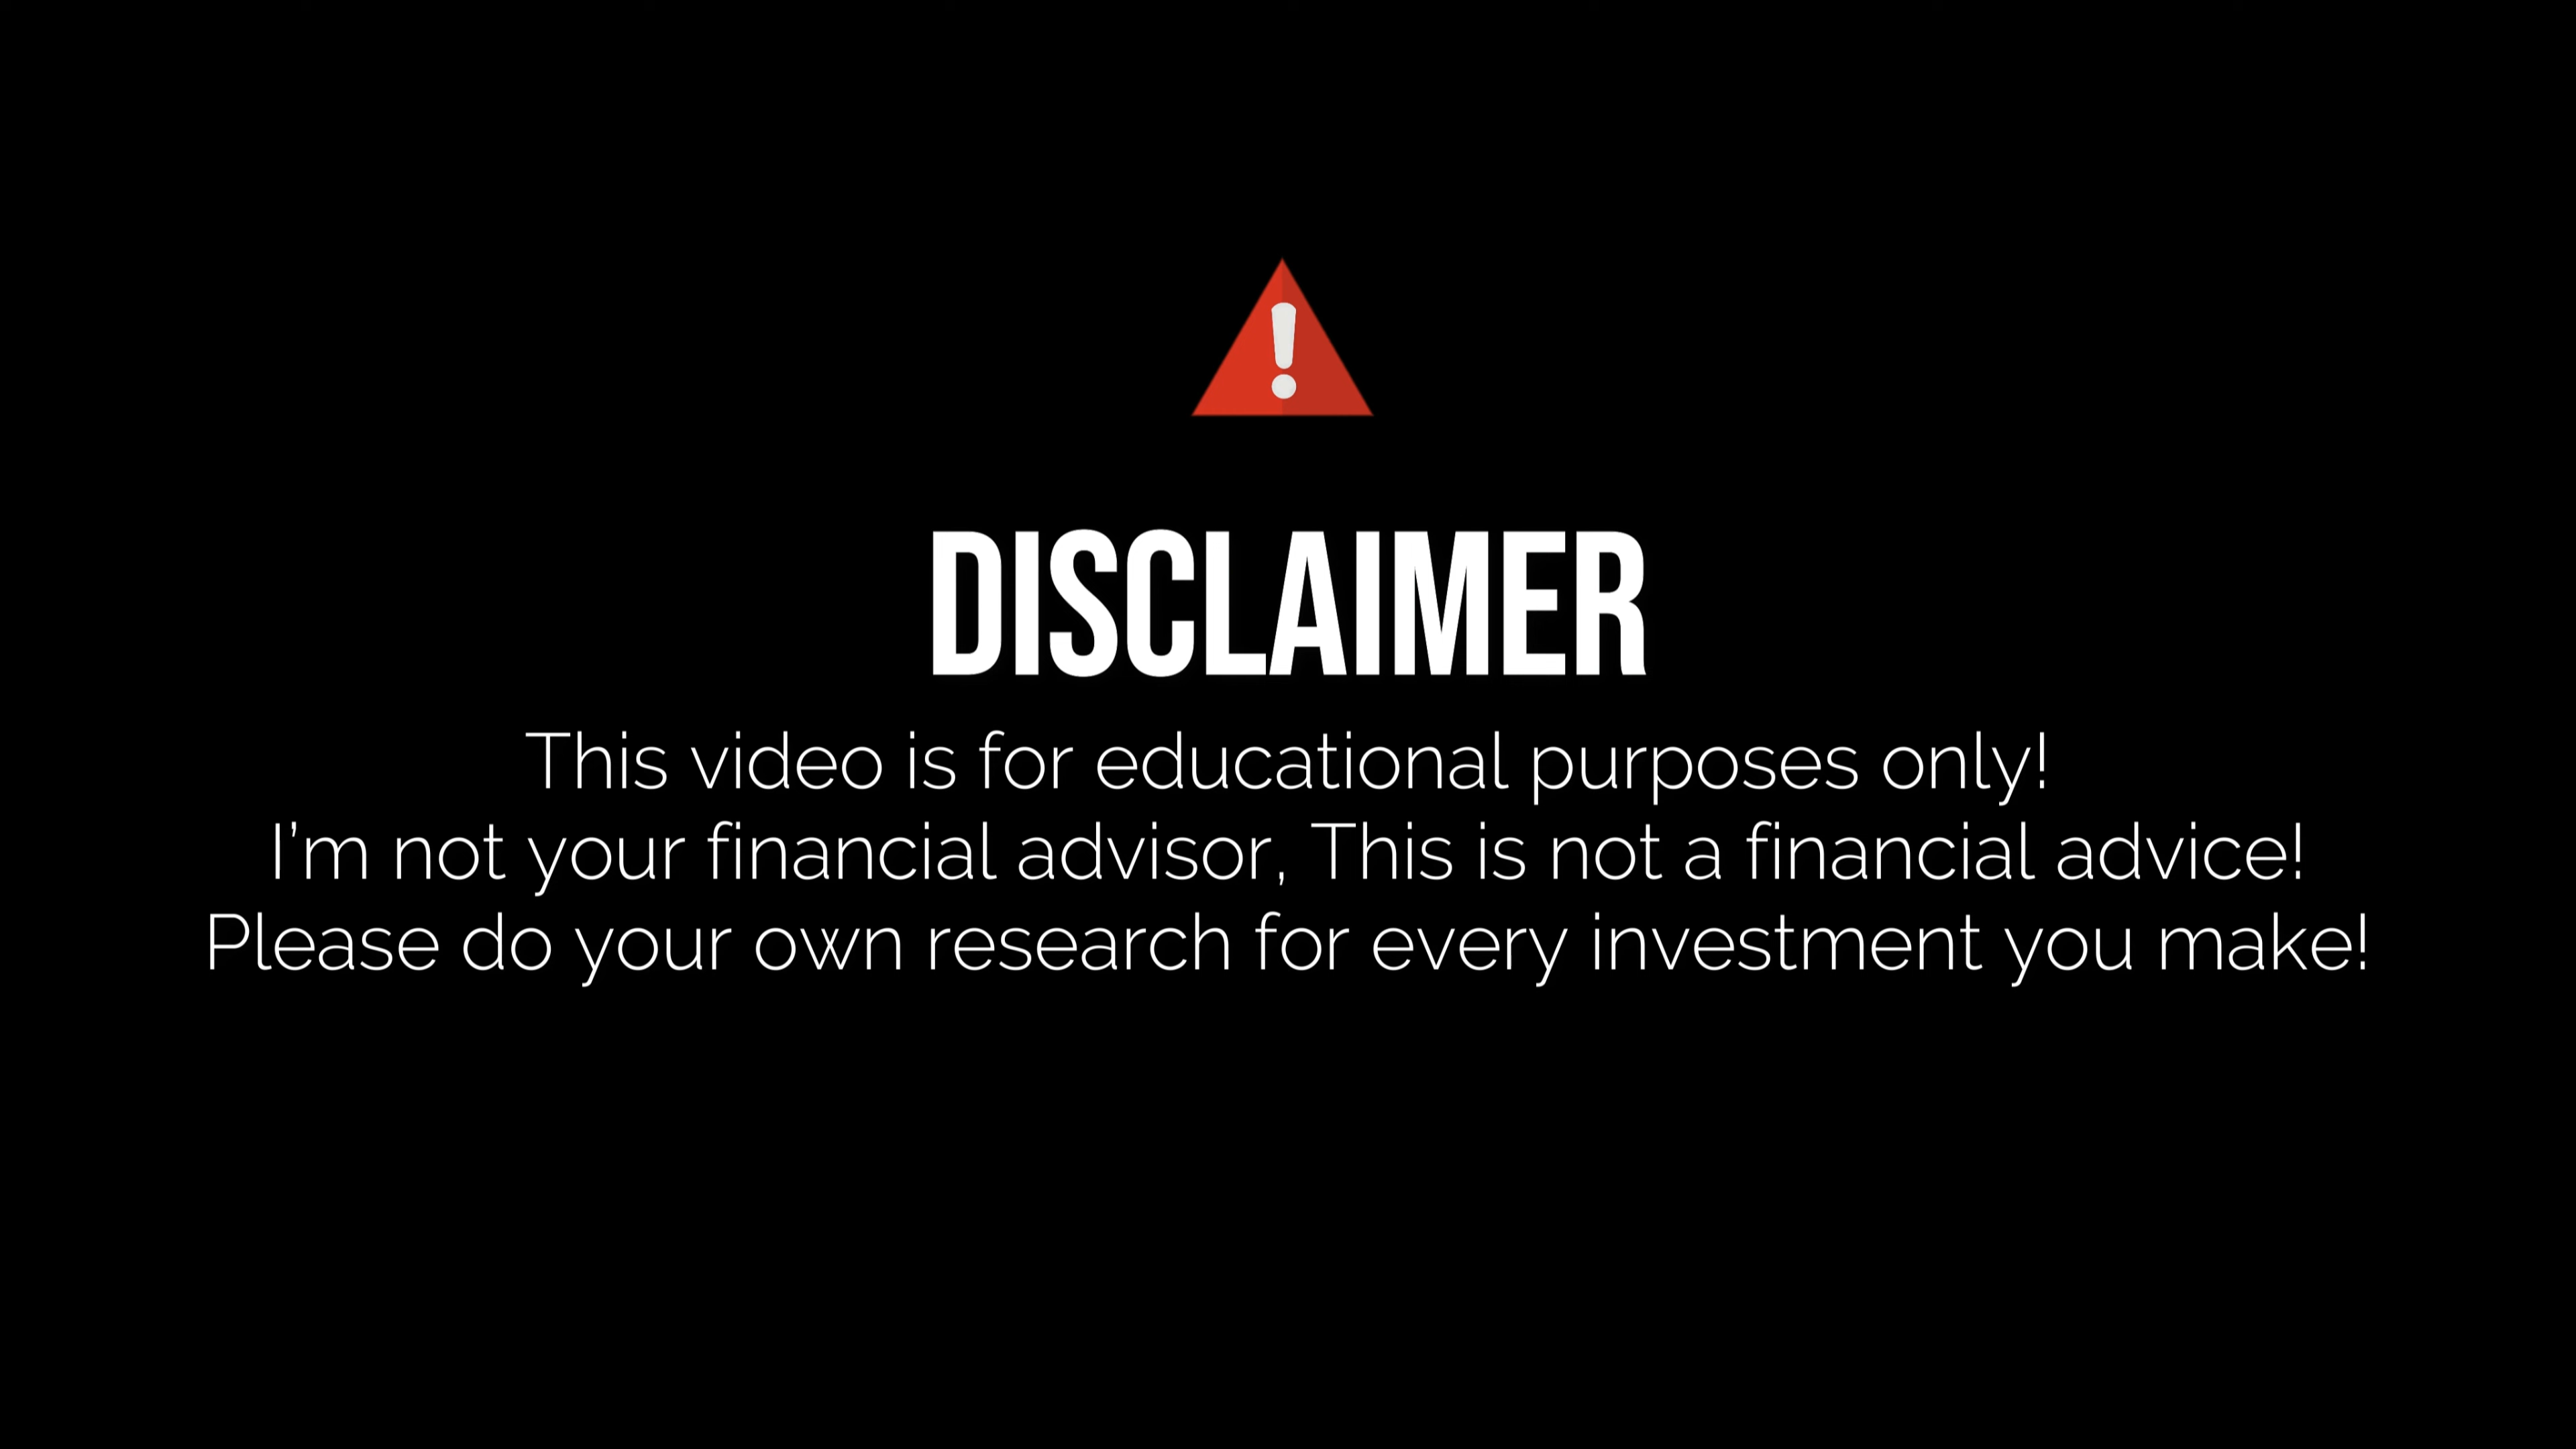 DISCLAIMER
This video is for educational purposes only!
I'm not your financial advisor, This is not a financial advice!
Please do your own research for every investment you make!